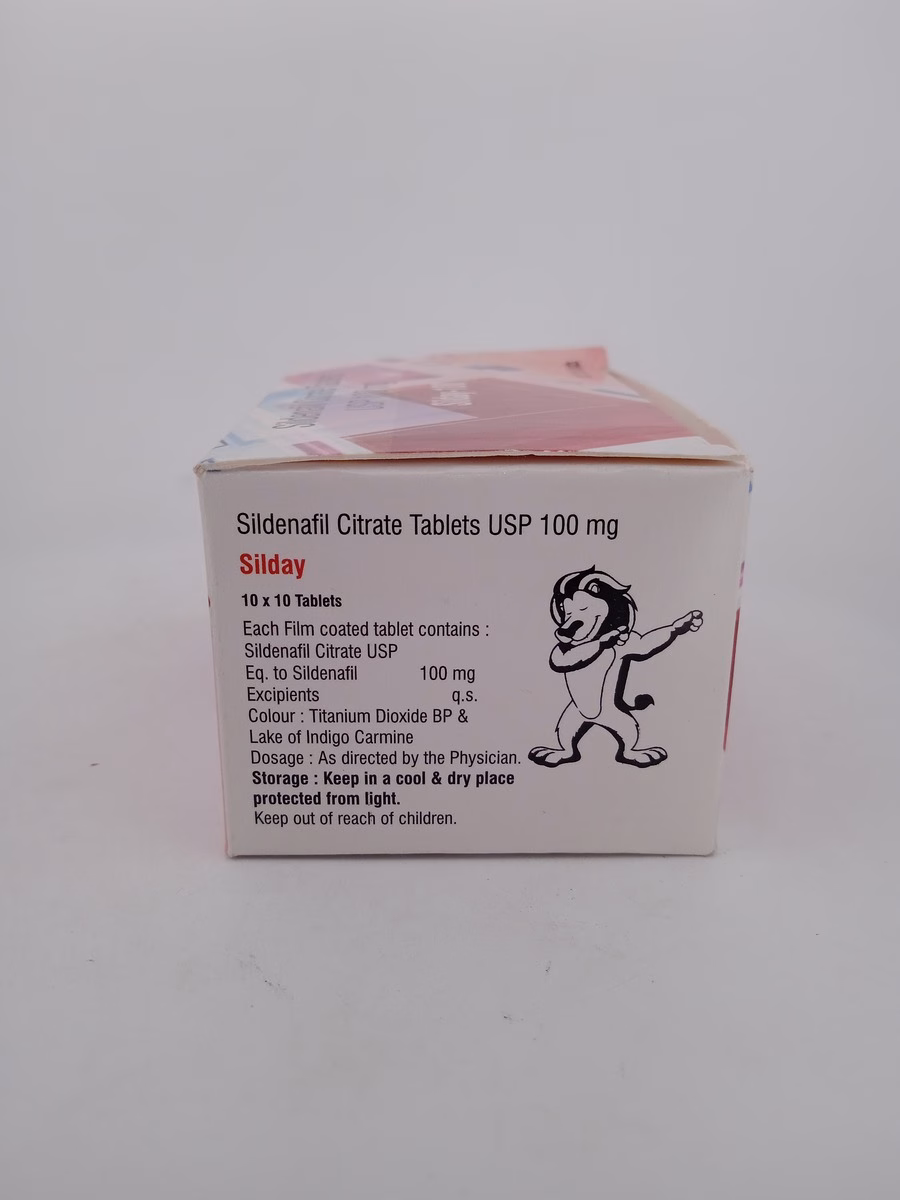 Sildenafil Citrate Tablets USP 100 mg
Silday
10 x 10 Tablets
Each Film coated tablet contains :
Sildenafil Citrate USP
Eq. to Sildenafil 100 mg
Excipients q.s.
Colour : Titanium Dioxide BP &
Lake of Indigo Carmine
Dosage : As directed by the Physician.
Storage : Keep in a cool & dry place
protected from light.
Keep out of reach of children.